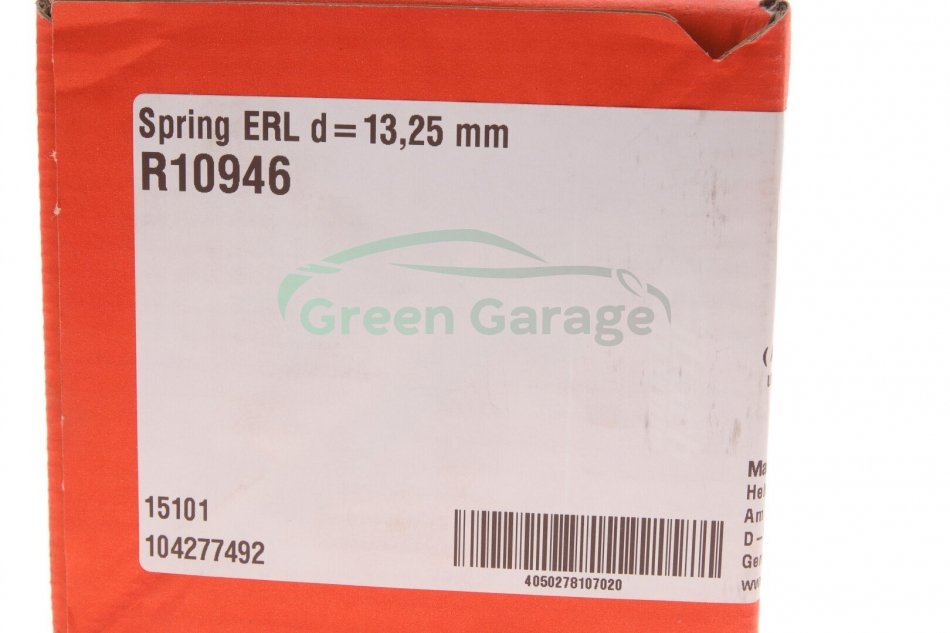 Spring ERL d=13,25 mm
R10946
Green Garage
15101
104277492
4050278107020
D–